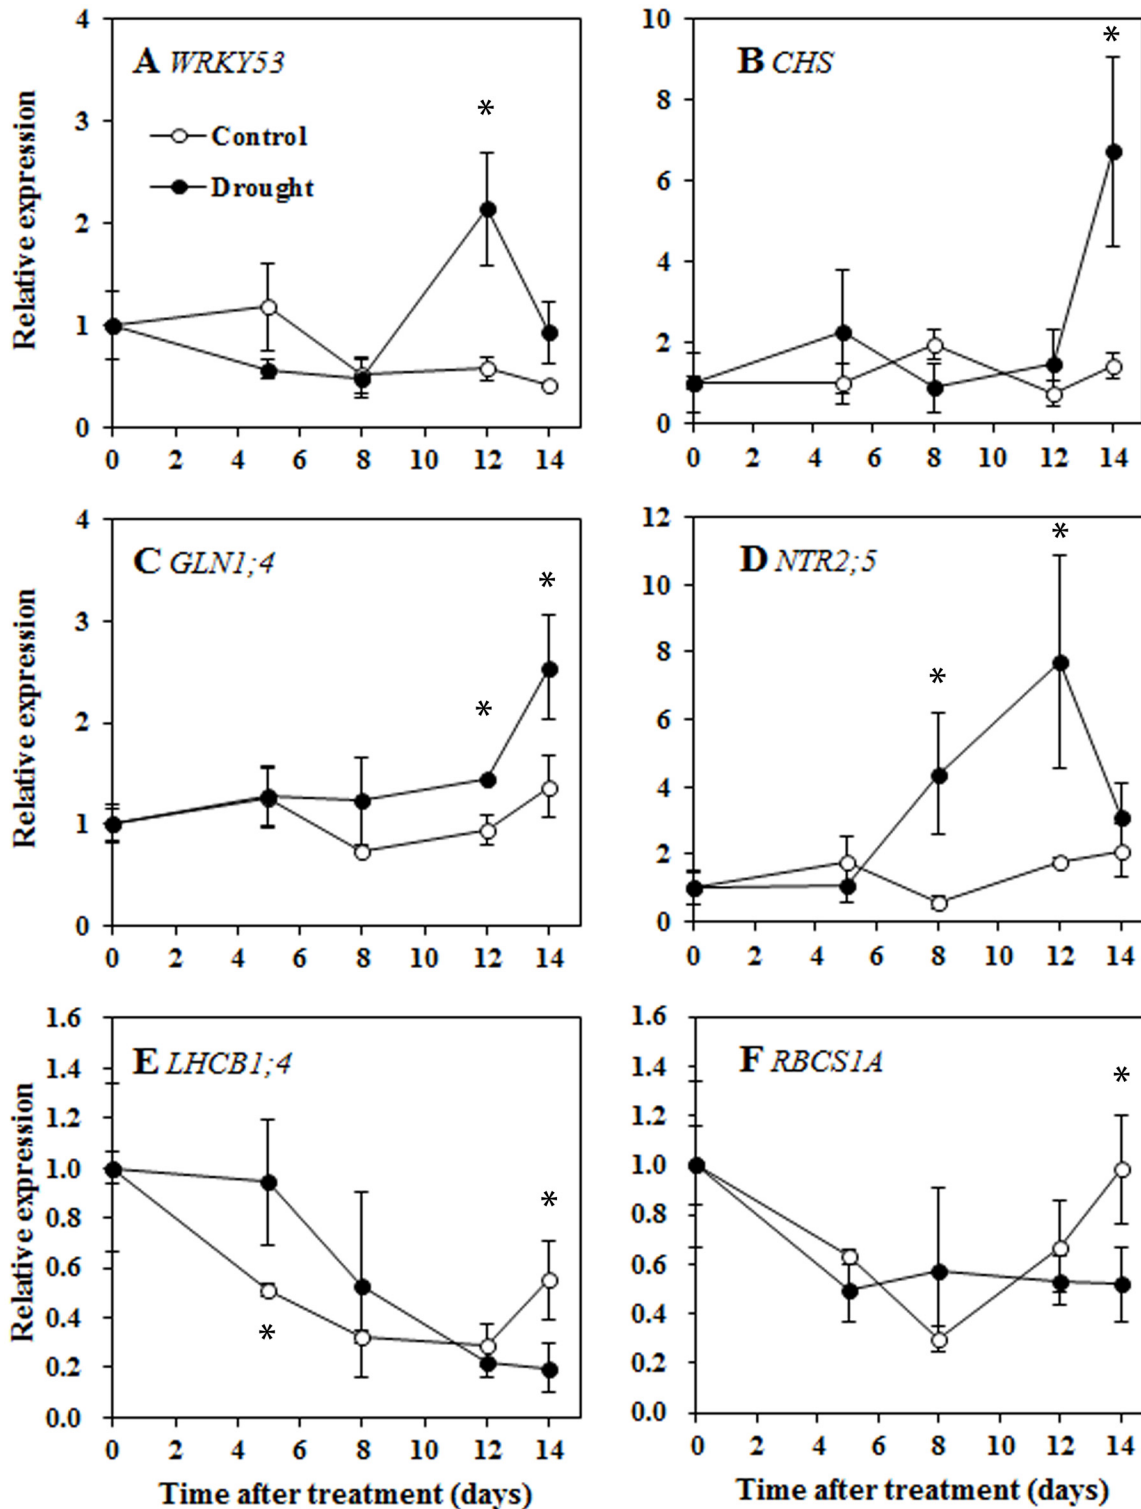 A WRKY53
Control
Drought
Relative expression
4
3
2
1
0
0 2 4 6 8 10 12 14
*
B CHS
10
8
6
4
2
0
0 2 4 6 8 10 12 14
*
C GLN1;4
Relative expression
4
3
2
1
0
0 2 4 6 8 10 12 14
*
*
D NTR2;5
12
10
8
6
4
2
0
0 2 4 6 8 10 12 14
*
*
E LHCB1;4
Relative expression
1.6
1.4
1.2
1.0
0.8
0.6
0.4
0.2
0.0
0 2 4 6 8 10 12 14
*
*
Time after treatment (days)
F RBCS1A
1.6
1.4
1.2
1.0
0.8
0.6
0.4
0.2
0.0
0 2 4 6 8 10 12 14
*
Time after treatment (days)